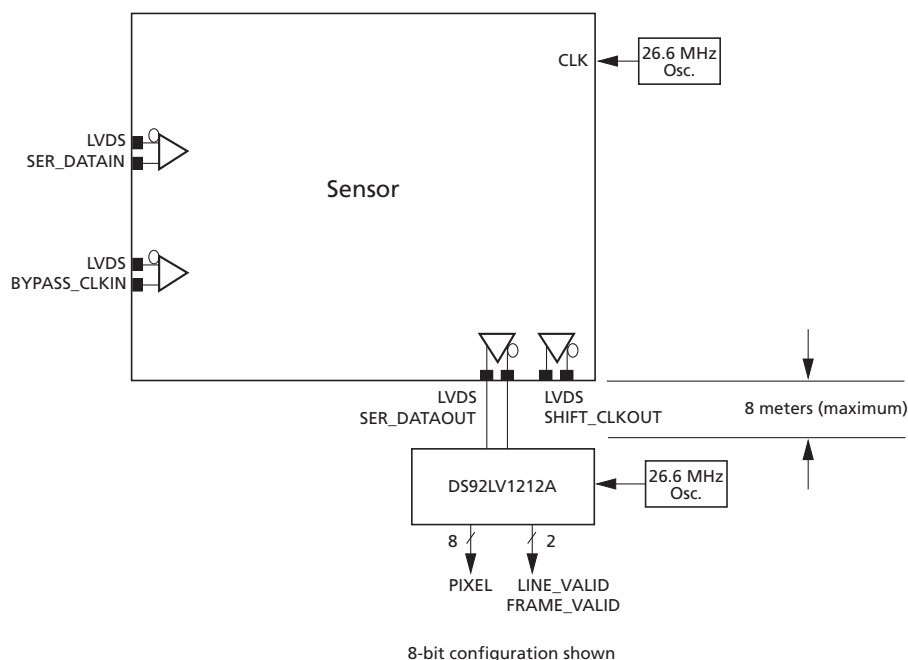 CLK
26.6 MHz
Osc.
LVDS
SER_DATAIN
Sensor
LVDS
BYPASS_CLKIN
LVDS
SER_DATAOUT
LVDS
SHIFT_CLKOUT
8 meters (maximum)
DS92LV1212A
26.6 MHz
Osc.
8
2
PIXEL
LINE_VALID
FRAME_VALID
8-bit configuration shown